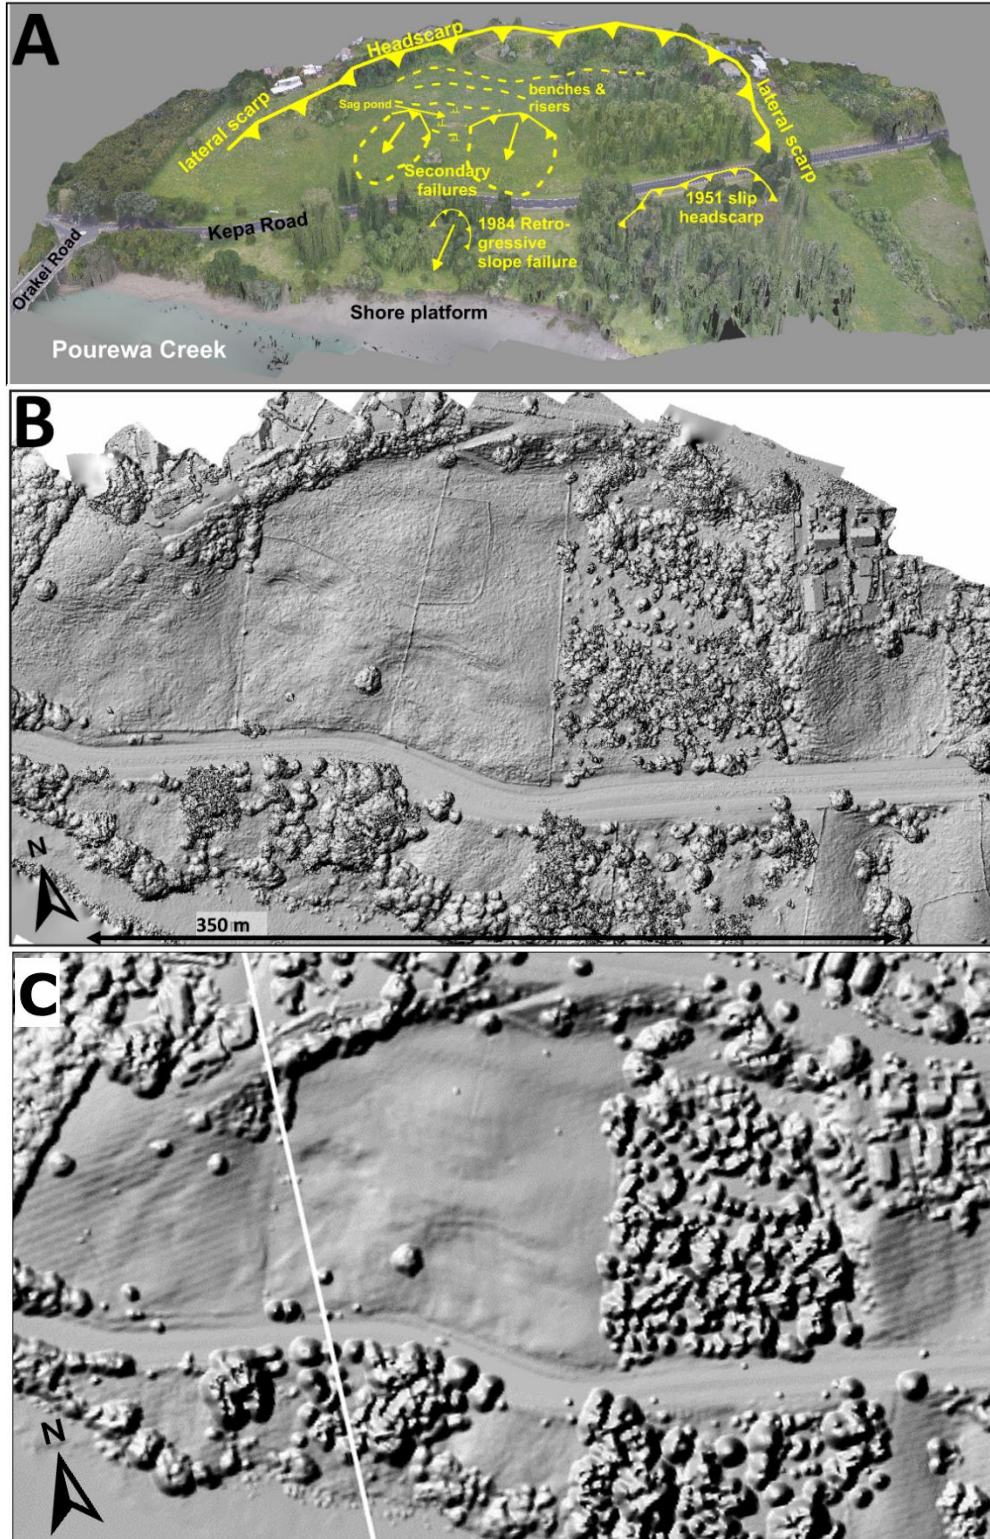 A
Headscarp
lateral scarp
benches &
risers
Sag pond
lateral scarp
Secondary
failures
1951 slip
headscarp
Kepa Road
1984 Retro-
gressive
slope failure
Orakei Road
Shore platform
Pourewa Creek
B
N
350 m
C
N